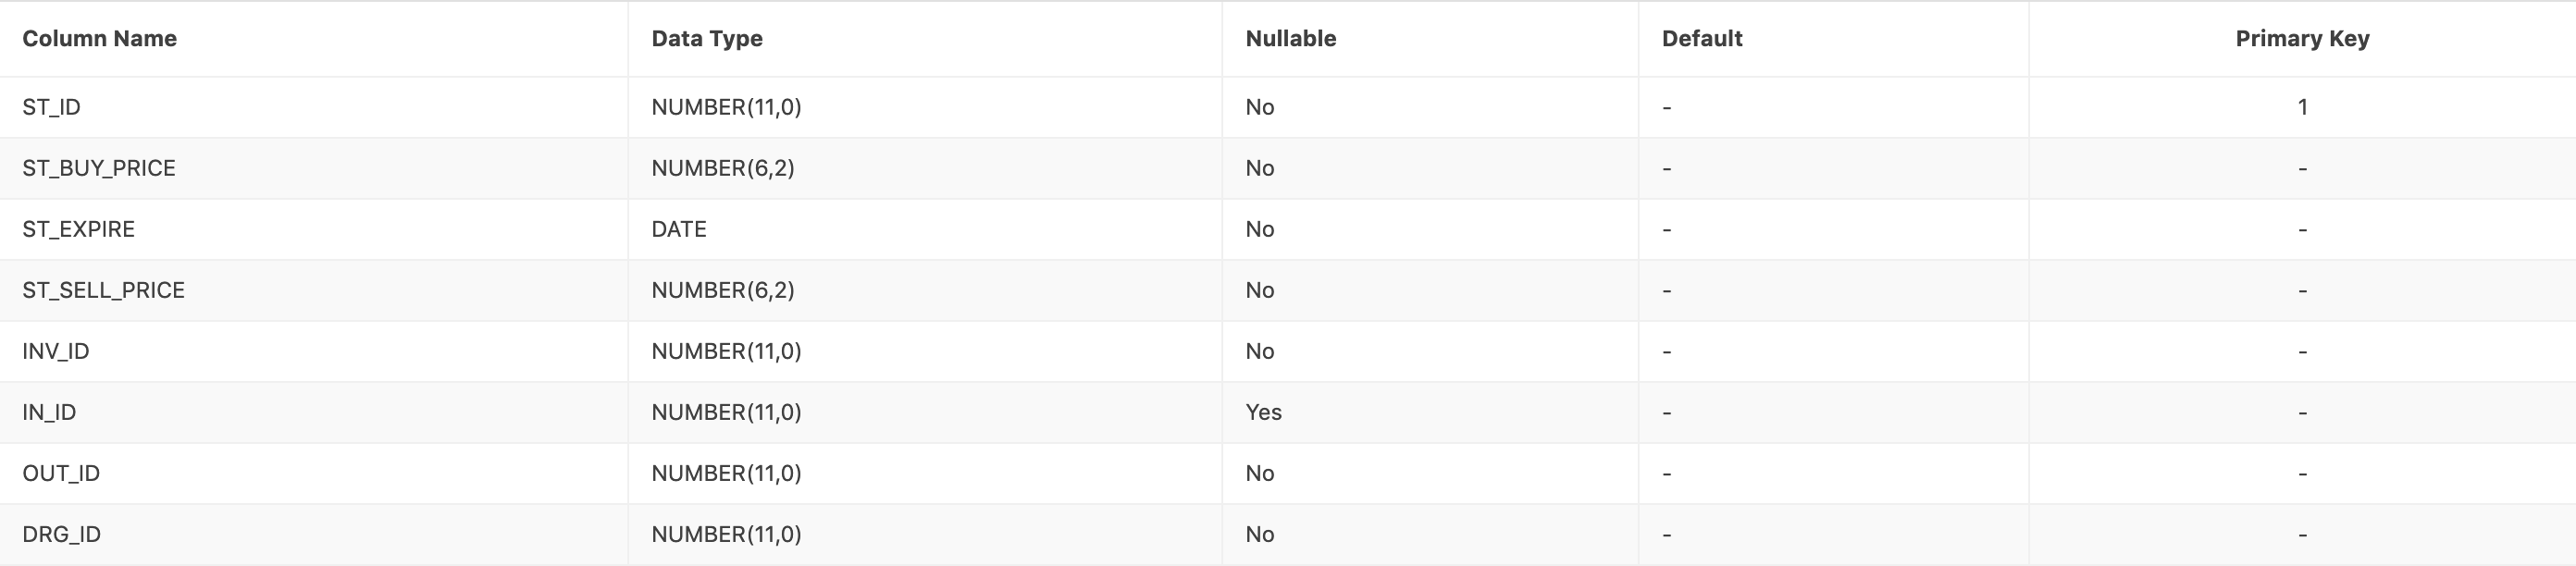 Column Name Data Type Nullable Default Primary Key
ST_ID NUMBER(11,0) No - 1
ST_BUY_PRICE NUMBER(6,2) No - -
ST_EXPIRE DATE No - -
ST_SELL_PRICE NUMBER(6,2) No - -
INV_ID NUMBER(11,0) No - -
IN_ID NUMBER(11,0) Yes - -
OUT_ID NUMBER(11,0) No - -
DRG_ID NUMBER(11,0) No - -